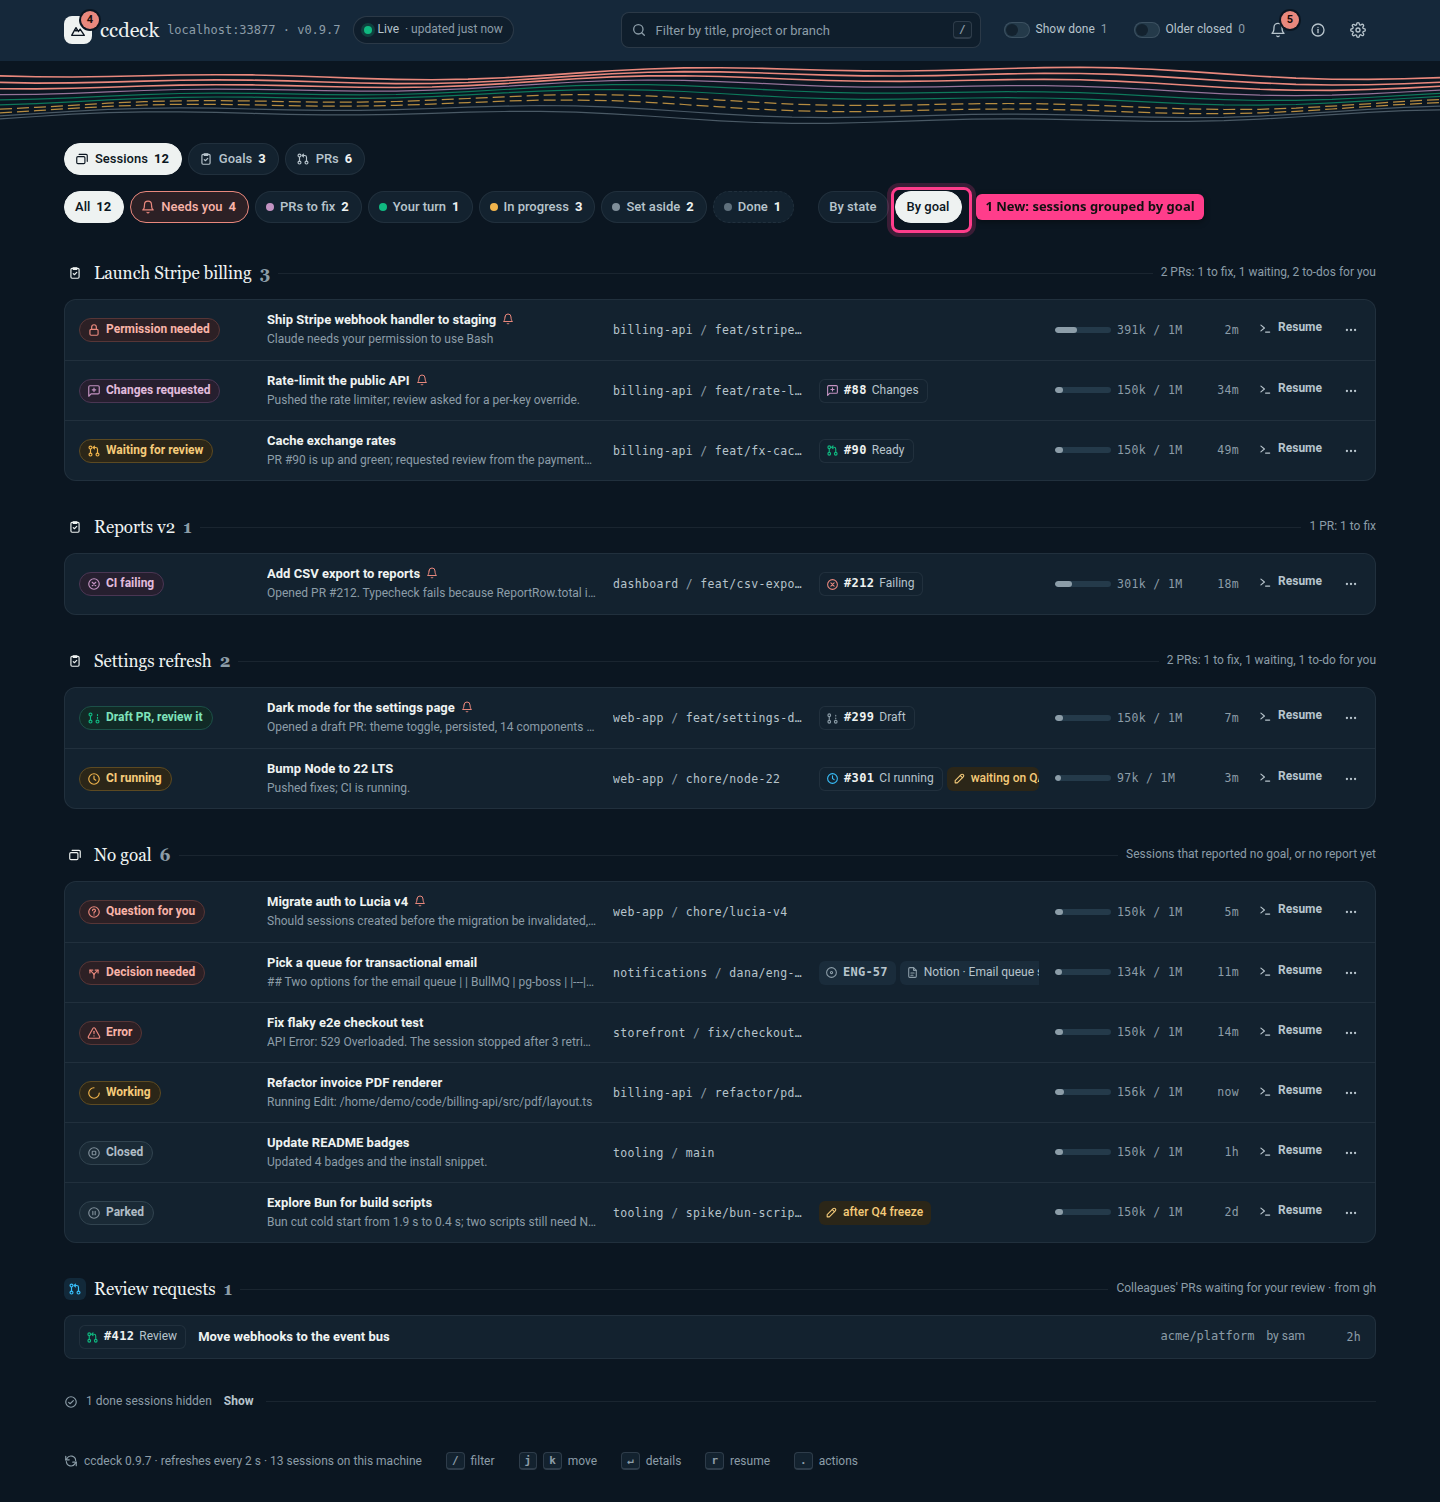 4
ccdeck localhost:33877 · v0.9.7 Live · updated just now
Filter by title, project or branch /
Show done 1
Older closed 0
5
Sessions 12 Goals 3 PRs 6
All 12 Needs you 4 PRs to fix 2 Your turn 1 In progress 3 Set aside 2 Done 1 By state By goal 1 New: sessions grouped by goal
Launch Stripe billing 3 2 PRs: 1 to fix, 1 waiting, 2 to-dos for you
Permission needed Ship Stripe webhook handler to staging billing-api / feat/stripe… 391k / 1M 2m Resume
Claude needs your permission to use Bash
Changes requested Rate-limit the public API billing-api / feat/rate-l… #88 Changes 150k / 1M 34m Resume
Pushed the rate limiter; review asked for a per-key override.
Waiting for review Cache exchange rates billing-api / feat/fx-cac… #90 Ready 150k / 1M 49m Resume
PR #90 is up and green; requested review from the payment…
Reports v2 1 1 PR: 1 to fix
CI failing Add CSV export to reports dashboard / feat/csv-expo… #212 Failing 301k / 1M 18m Resume
Opened PR #212. Typecheck fails because ReportRow.total i…
Settings refresh 2 2 PRs: 1 to fix, 1 waiting, 1 to-do for you
Draft PR, review it Dark mode for the settings page web-app / feat/settings-d… #299 Draft 150k / 1M 7m Resume
Opened a draft PR: theme toggle, persisted, 14 components …
CI running Bump Node to 22 LTS web-app / chore/node-22 #301 CI running waiting on 97k / 1M 3m Resume
Pushed fixes; CI is running.
No goal 6 Sessions that reported no goal, or no report yet
Question for you Migrate auth to Lucia v4 web-app / chore/lucia-v4 150k / 1M 5m Resume
Should sessions created before the migration be invalidated,…
Decision needed Pick a queue for transactional email notifications / dana/eng-… ENG-57 Notion · Email queue 134k / 1M 11m Resume
## Two options for the email queue | | BullMQ | pg-boss | |---|…
Error Fix flaky e2e checkout test storefront / fix/checkout… 150k / 1M 14m Resume
API Error: 529 Overloaded. The session stopped after 3 retri…
Working Refactor invoice PDF renderer billing-api / refactor/pd… 156k / 1M now Resume
Running Edit: /home/demo/code/billing-api/src/pdf/layout.ts
Closed Update README badges tooling / main 150k / 1M 1h Resume
Updated 4 badges and the install snippet.
Parked Explore Bun for build scripts tooling / spike/bun-scrip… after Q4 freeze 150k / 1M 2d Resume
Bun cut cold start from 1.9 s to 0.4 s; two scripts still need N…
Review requests 1 Colleagues' PRs waiting for your review · from gh
#412 Review Move webhooks to the event bus acme/platform by sam 2h
1 done sessions hidden Show
ccdeck 0.9.7 · refreshes every 2 s · 13 sessions on this machine / filter j k move ↵ details r resume . actions